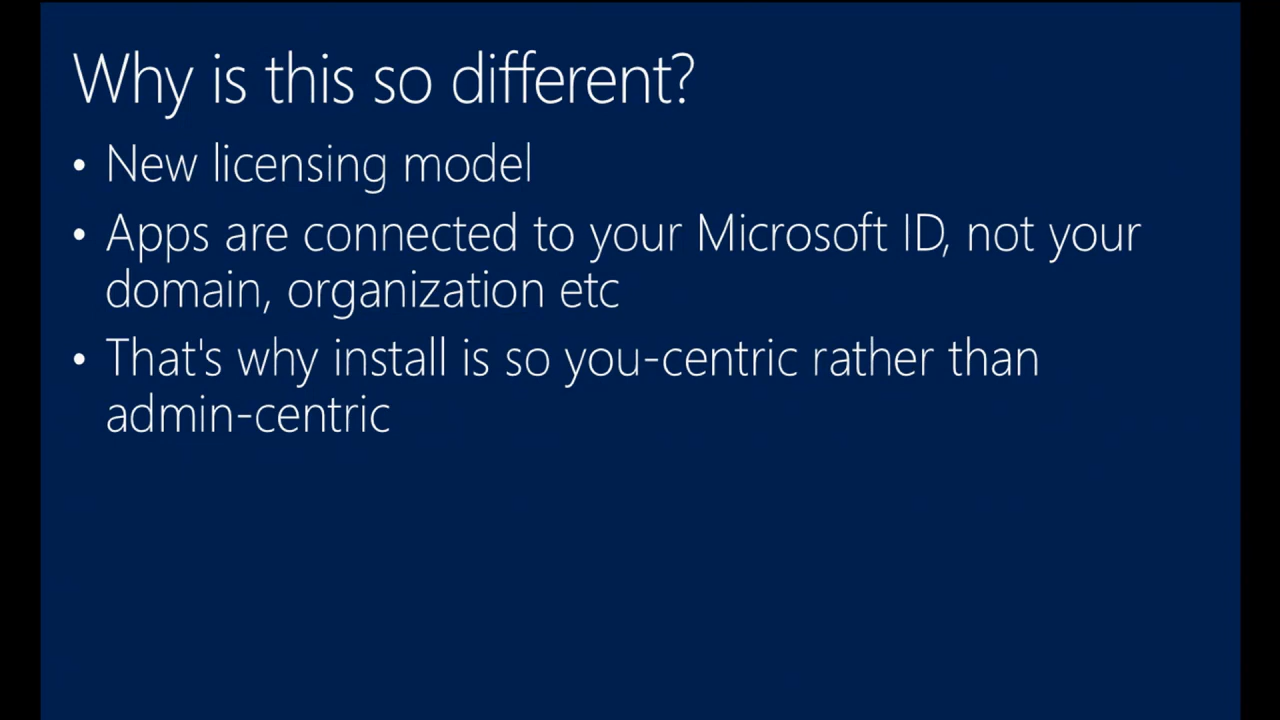 Why is this so different?
• New licensing model
• Apps are connected to your Microsoft ID, not your
domain, organization etc
• That's why install is so you-centric rather than
admin-centric